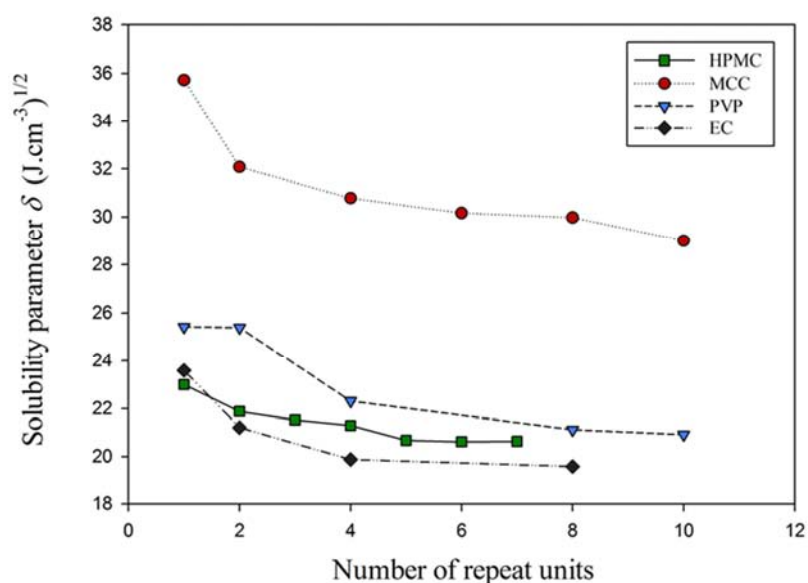 38
36
34
32
30
28
26
24
22
20
18
Solubility parameter δ (J.cm⁻³)¹/²
HPMC
MCC
PVP
EC
0 2 4 6 8 10 12
Number of repeat units